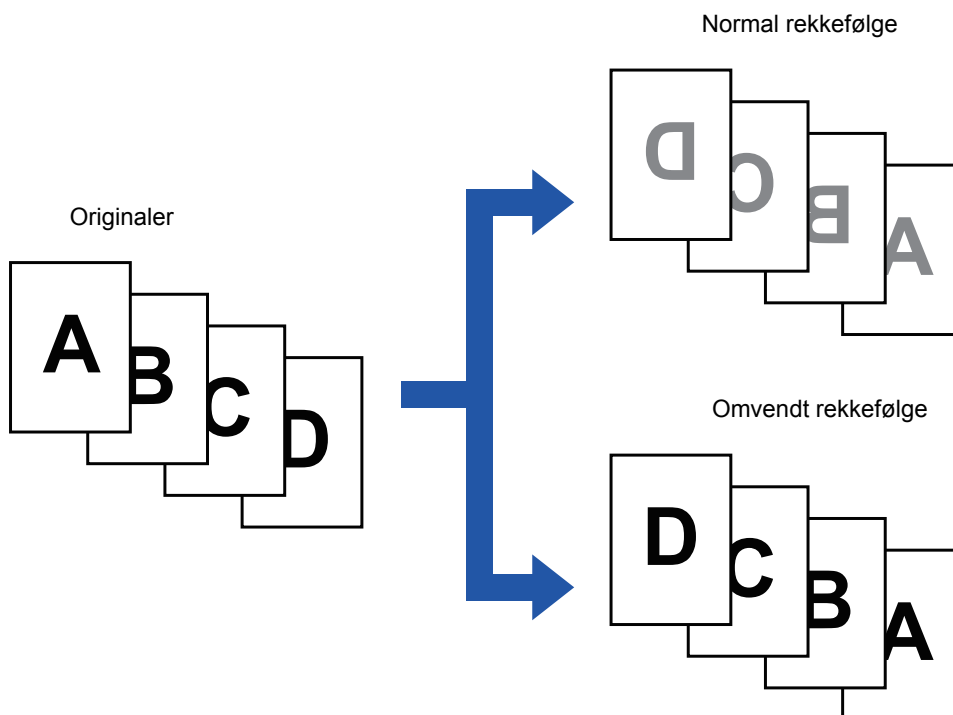 Normal rekkefølge
D
C
B
A
Originaler
A
B
C
D
Omvendt rekkefølge
D
C
B
A